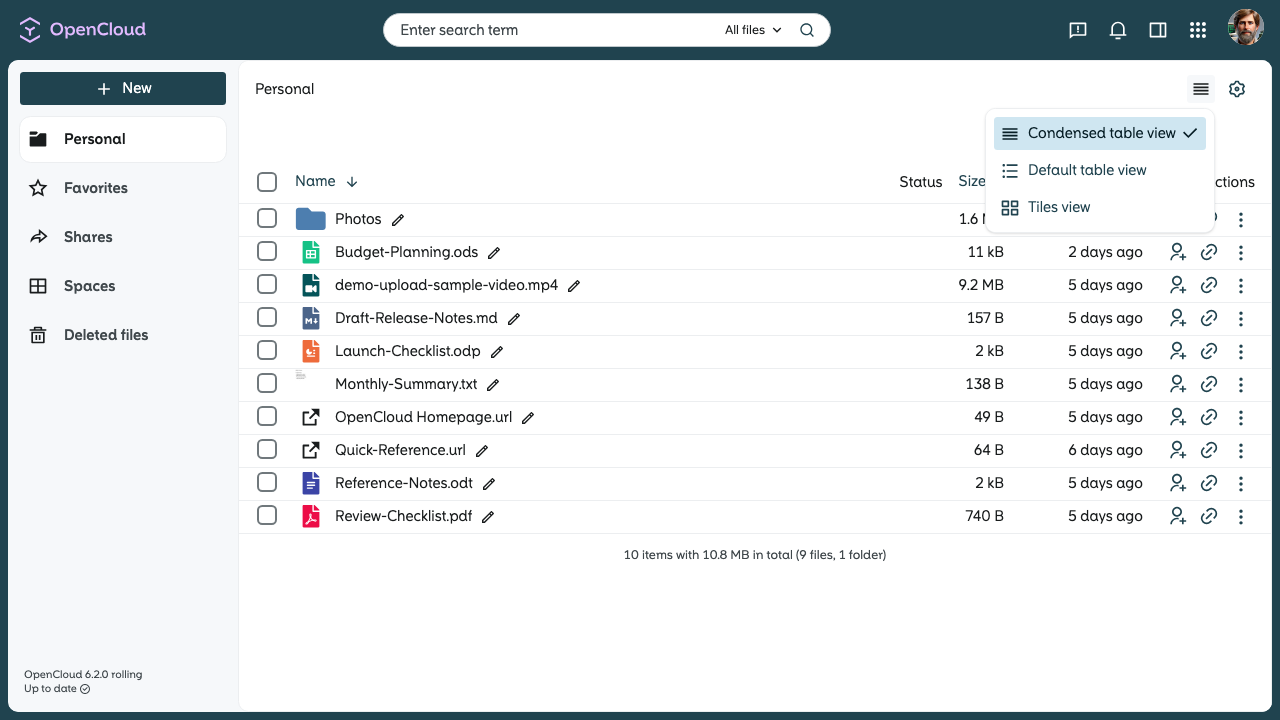 OpenCloud
Enter search term
All files
New
Personal
Favorites
Shares
Spaces
Deleted files
OpenCloud 6.2.0 rolling
Up to date
Personal
Condensed table view
Default table view
Tiles view
Name Status Size
Photos 1.6
Budget-Planning.ods 11 kB 2 days ago
demo-upload-sample-video.mp4 9.2 MB 5 days ago
Draft-Release-Notes.md 157 B 5 days ago
Launch-Checklist.odp 2 kB 5 days ago
Monthly-Summary.txt 138 B 5 days ago
OpenCloud Homepage.url 49 B 5 days ago
Quick-Reference.url 64 B 6 days ago
Reference-Notes.odt 2 kB 5 days ago
Review-Checklist.pdf 740 B 5 days ago
10 items with 10.8 MB in total (9 files, 1 folder)